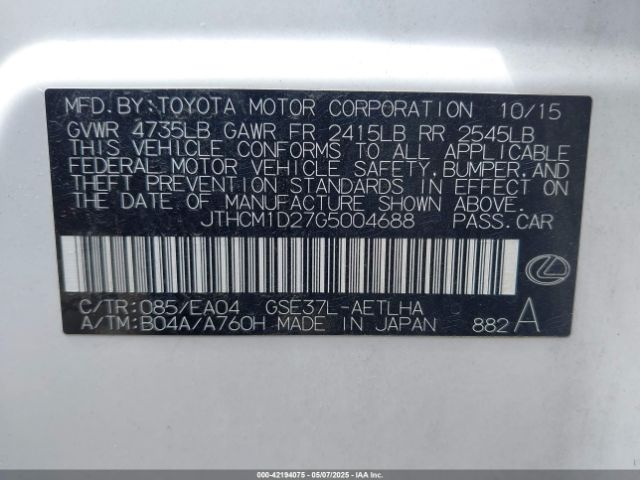 MFD. BY: TOYOTA MOTOR CORPORATION 10/15
GVWR 4735LB GAWR FR 2415LB RR 2545LB
THIS VEHICLE CONFORMS TO ALL APPLICABLE
FEDERAL MOTOR VEHICLE SAFETY, BUMPER, AND
THEFT PREVENTION STANDARDS IN EFFECT ON
THE DATE OF MANUFACTURE SHOWN ABOVE.
JTHCM1D27G5004688 PASS. CAR
C/TR: 085/EA04 GSE37L-AETLHA
A/TM: B04A/A760H MADE IN JAPAN 882 A
000-42194075 — 05/07/2025 — IAA Inc.